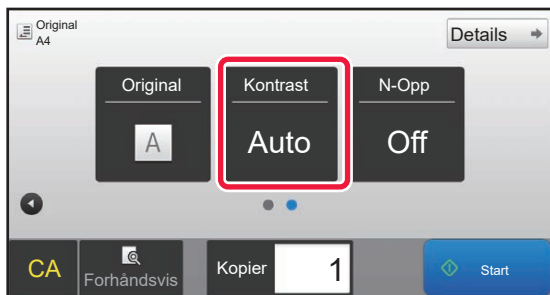 Original
A4
Details
Original
Kontrast
N-Opp
A
Auto
Off
CA
Forhåndsvis
Kopier
1
Start